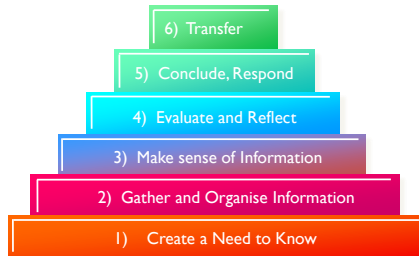 6) Transfer
5) Conclude, Respond
4) Evaluate and Reflect
3) Make sense of Information
2) Gather and Organise Information
1) Create a Need to Know